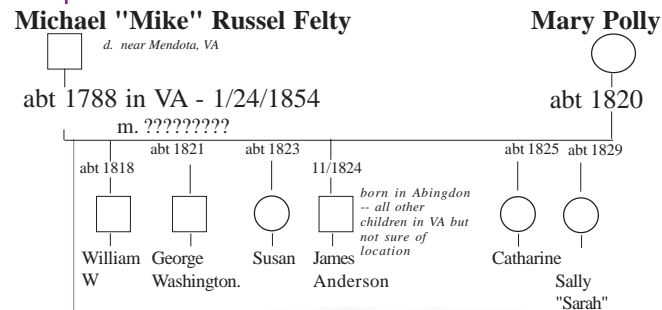 Michael "Mike" Russel Felty
Mary Polly
d. near Mendota, VA
abt 1788 in VA - 1/24/1854
abt 1820
m. ?????????
abt 1818
abt 1821
abt 1823
11/1824
abt 1825
abt 1829
born in Abingdon
-- all other
children in VA but
not sure of
location
William
W
George
Washington.
Susan
James
Anderson
Catharine
Sally
"Sarah"